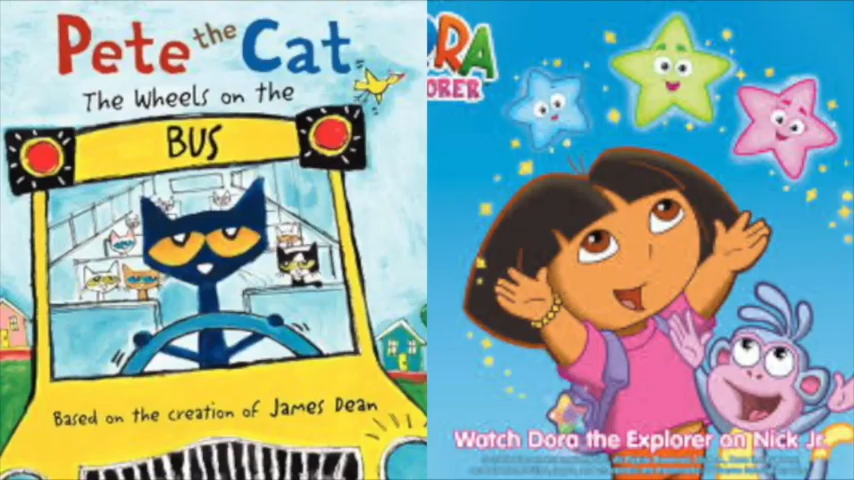 Pete the Cat
The Wheels on the
BUS
Based on the creation of James Dean
ORA
ORER
Watch Dora the Explorer on Nick Jr